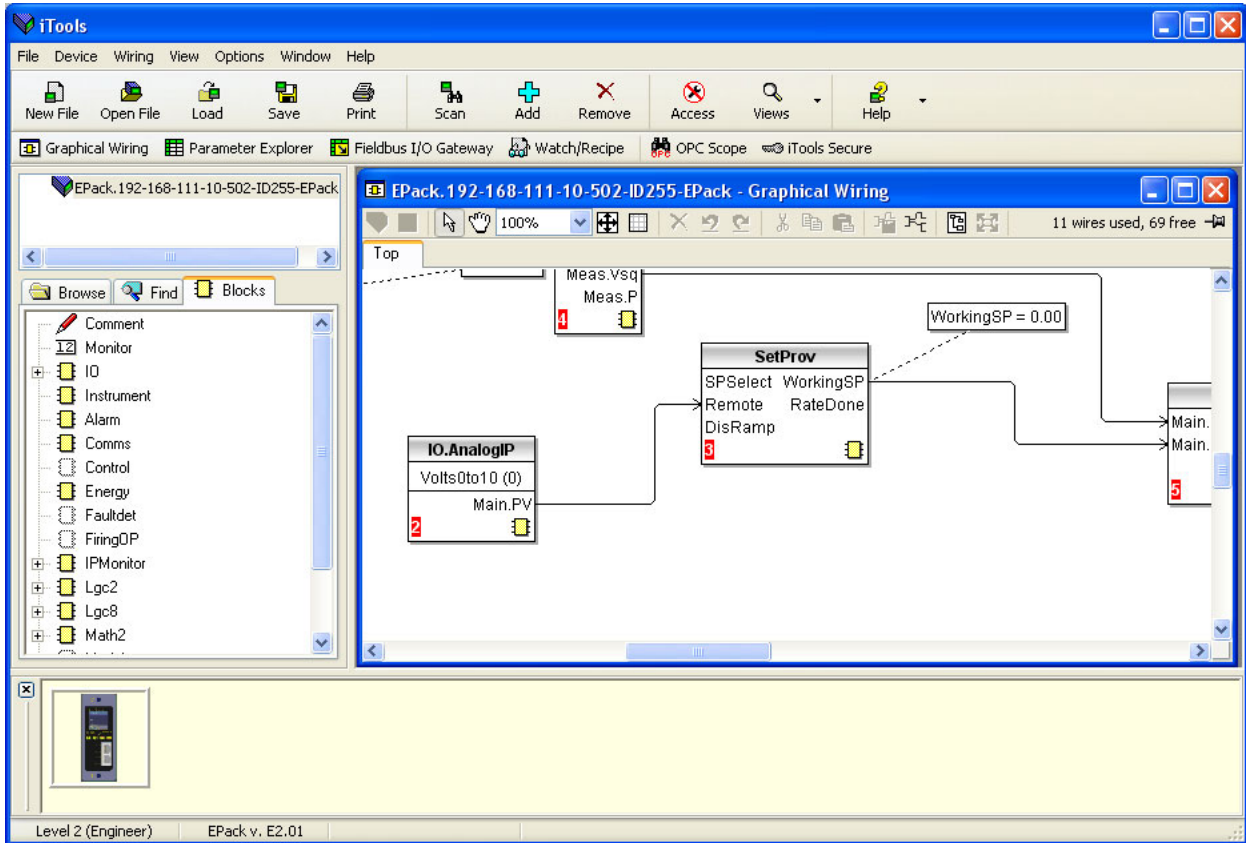 iTools
File Device Wiring View Options Window Help
New File Open File Load Save Print Scan Add Remove Access Views Help
Graphical Wiring Parameter Explorer Fieldbus I/O Gateway Watch/Recipe OPC OPC Scope iTools Secure
EPack.192-168-111-10-502-ID255-EPack
Browse Find Blocks
Comment
12 Monitor
IO
Instrument
Alarm
Comms
Control
Energy
Faultdet
FiringOP
IPMonitor
Lgc2
Lgc8
Math2
EPack.192-168-111-10-502-ID255-EPack - Graphical Wiring
100% 11 wires used, 69 free
Top
Meas.Vsq
Meas.P
4
WorkingSP = 0.00
SetProv
SPSelect WorkingSP
Remote RateDone
DisRamp
3
IO.AnalogIP
Volts0to10 (0)
Main.PV
2
Main.
Main.
5
Level 2 (Engineer) EPack v. E2.01